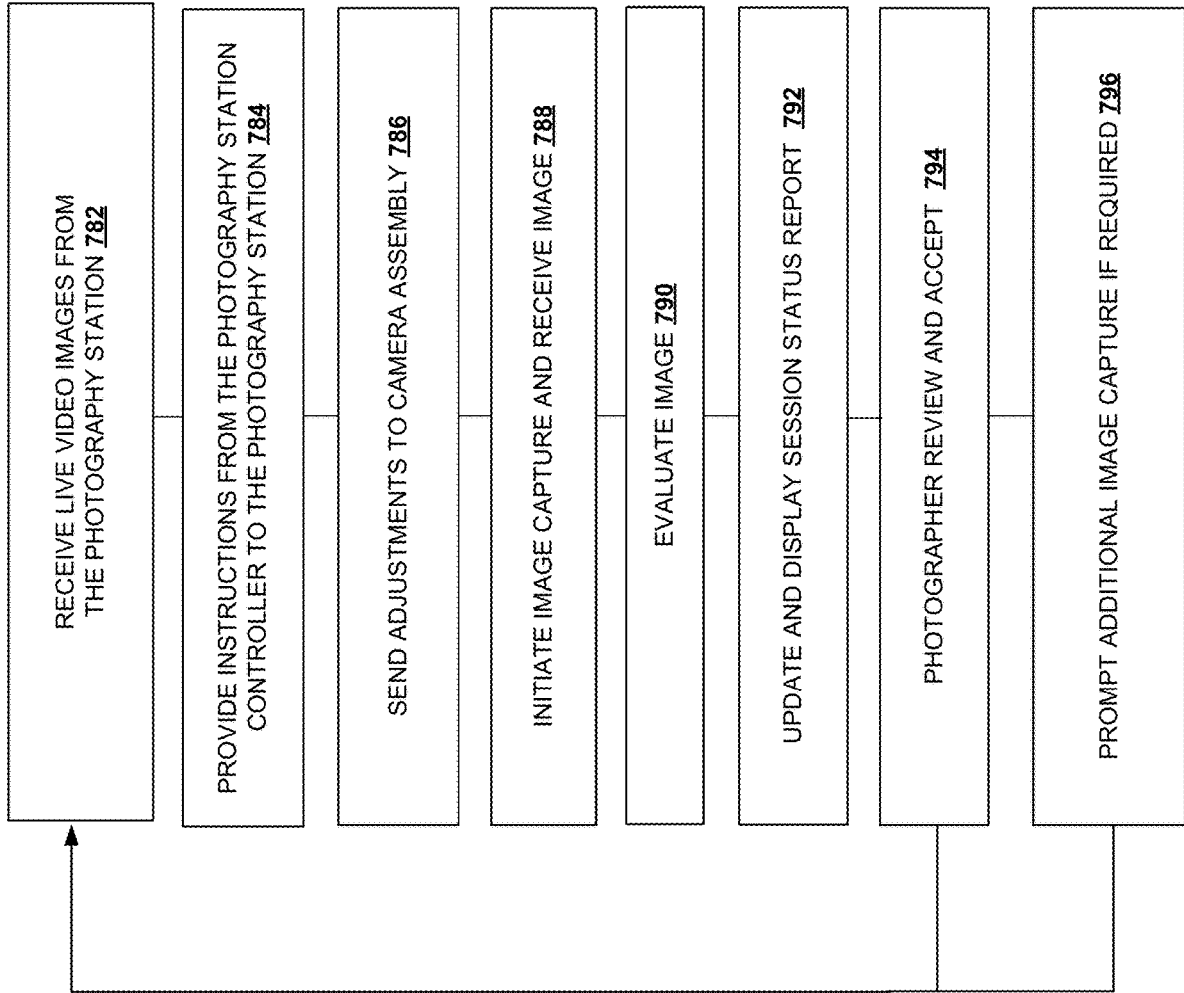 RECEIVE LIVE VIDEO IMAGES FROM
THE PHOTOGRAPHY STATION 782
PROVIDE INSTRUCTIONS FROM THE PHOTOGRAPHY STATION
CONTROLLER TO THE PHOTOGRAPHY STATION 784
SEND ADJUSTMENTS TO CAMERA ASSEMBLY 786
INITIATE IMAGE CAPTURE AND RECEIVE IMAGE 788
EVALUATE IMAGE 790
UPDATE AND DISPLAY SESSION STATUS REPORT 792
PHOTOGRAPHER REVIEW AND ACCEPT 794
PROMPT ADDITIONAL IMAGE CAPTURE IF REQUIRED 796